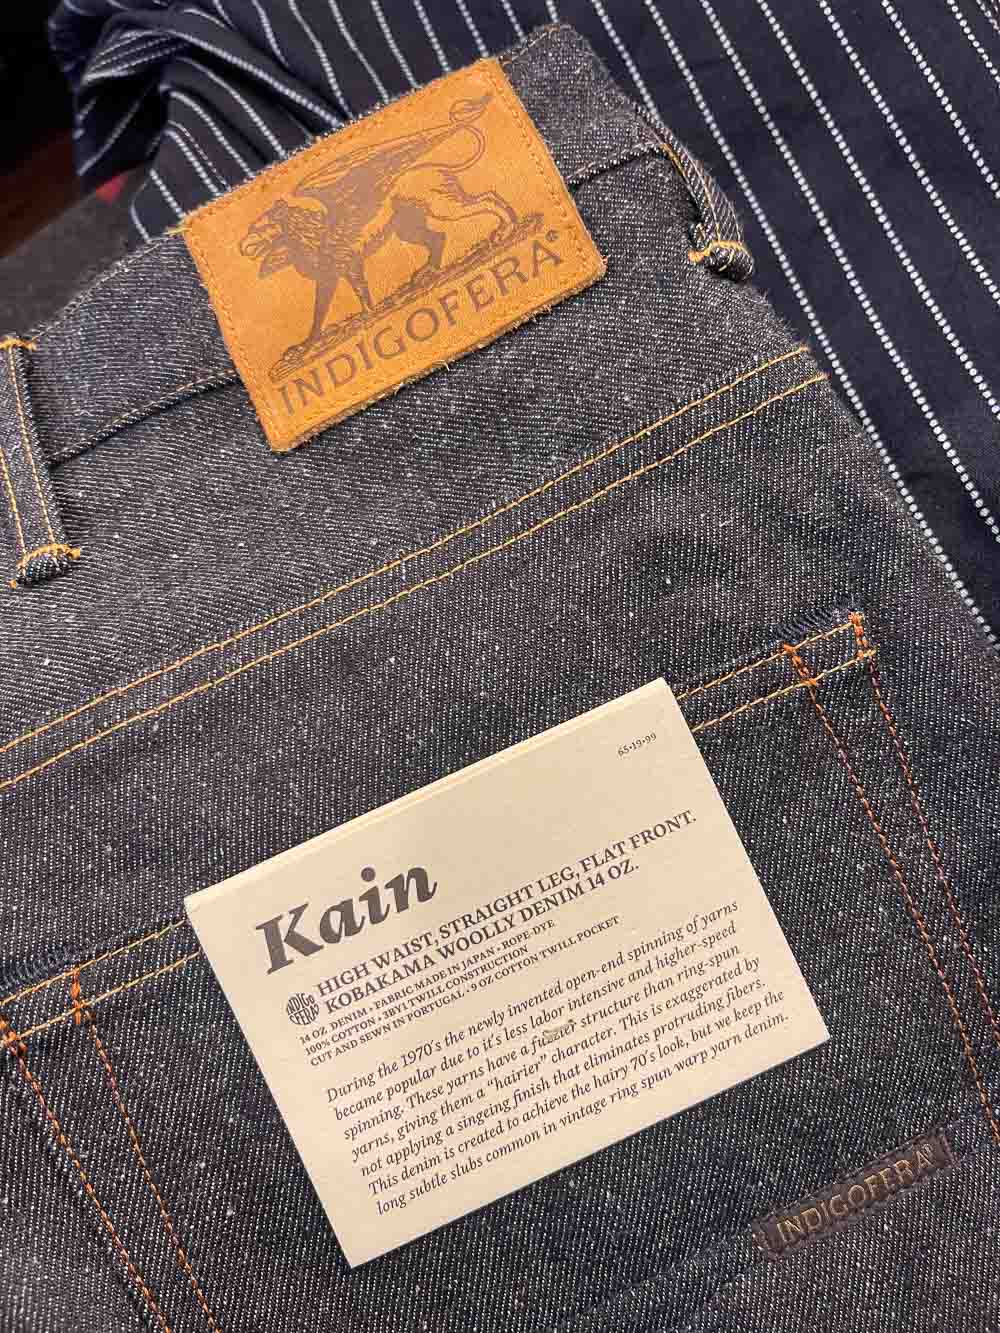 INDIGOFERA®
65•19•99
Kain
HIGH WAIST, STRAIGHT LEG, FLAT FRONT.
KOBAKAMA WOOLLY DENIM 14 OZ.
INDIGO
FERA
14 OZ. DENIM • FABRIC MADE IN JAPAN • ROPE-DYE
100% COTTON • 3BY1 TWILL CONSTRUCTION
CUT AND SEWN IN PORTUGAL • 9 OZ COTTON TWILL POCKET
During the 1970's the newly invented open-end spinning of yarns
became popular due to it's less labor intensive and higher-speed
spinning. These yarns have a fuzzier structure than ring-spun
yarns, giving them a "hairier" character. This is exaggerated by
not applying a singeing finish that eliminates protruding fibers.
This denim is created to achieve the hairy 70's look, but we keep the
long subtle slubs common in vintage ring spun warp yarn denim.
INDIGOFERA®